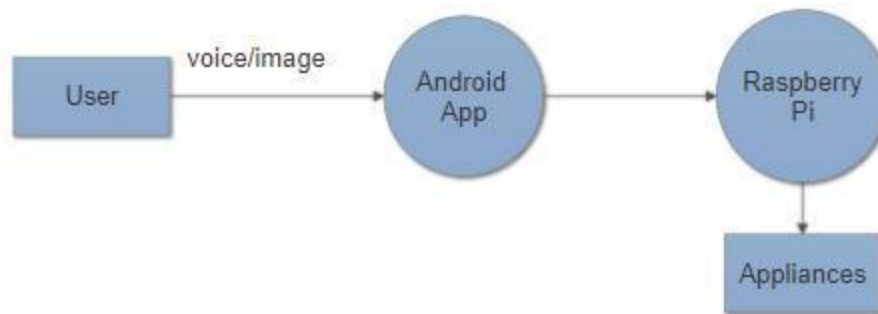 voice/image
User
Android
App
Raspberry
Pi
Appliances